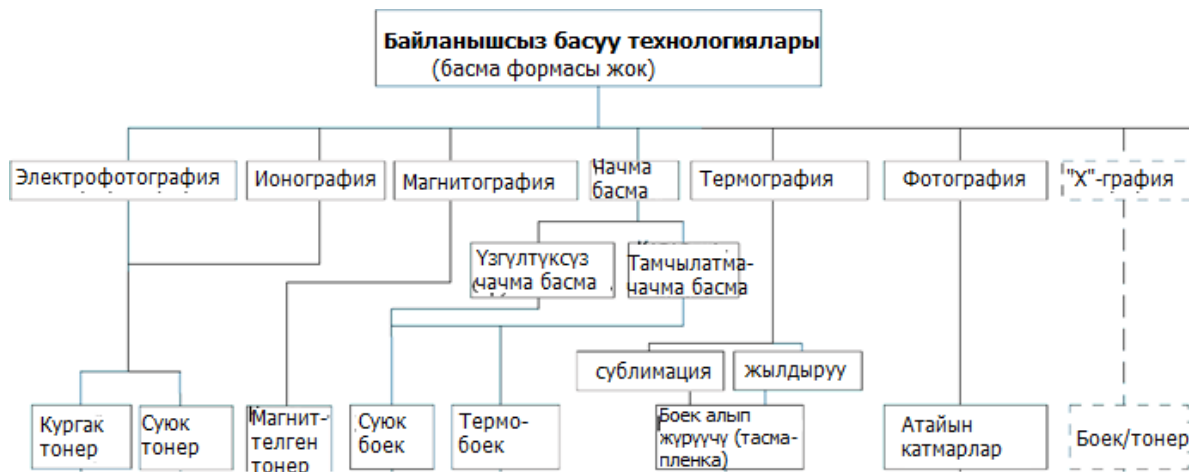 Байланышсыз басуу технологиялары
(басма формасы жок)
Электрофотография
Ионография
Магнитография
Чачма
басма
Термография
Фотография
"X"-графия
Үзгүлтүксүз
чачма басма
Тамчылатма-
чачма басма
сублимация
жылдыруу
Кургак
тонер
Суюк
тонер
Магнит-
телген
тонер
Суюк
боек
Термо-
боек
Боек алып
жүрүүчү (тасма-
пленка)
Атайын
катмарлар
Боек/тонер